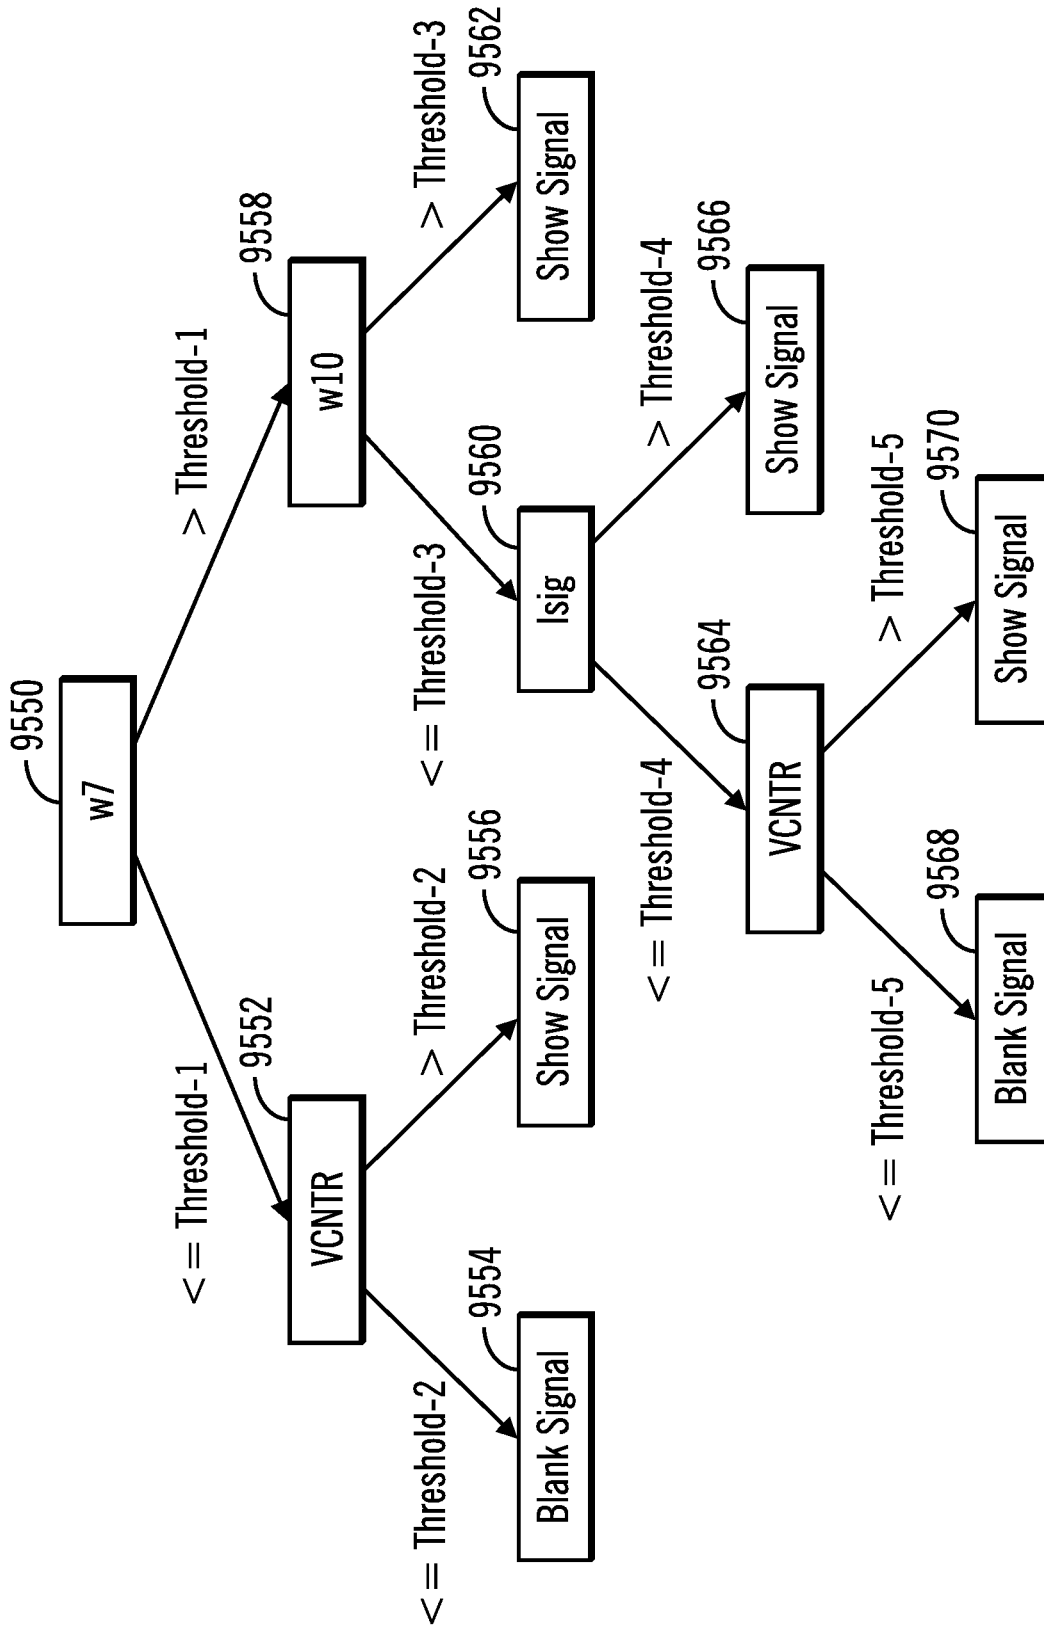 9550
w7
<= Threshold-1
> Threshold-1
9552
VCNTR
9558
w10
<= Threshold-2
> Threshold-2
<= Threshold-3
> Threshold-3
9554
Blank Signal
9556
Show Signal
9560
Isig
9562
Show Signal
<= Threshold-4
> Threshold-4
9564
VCNTR
9566
Show Signal
<= Threshold-5
> Threshold-5
9568
Blank Signal
9570
Show Signal